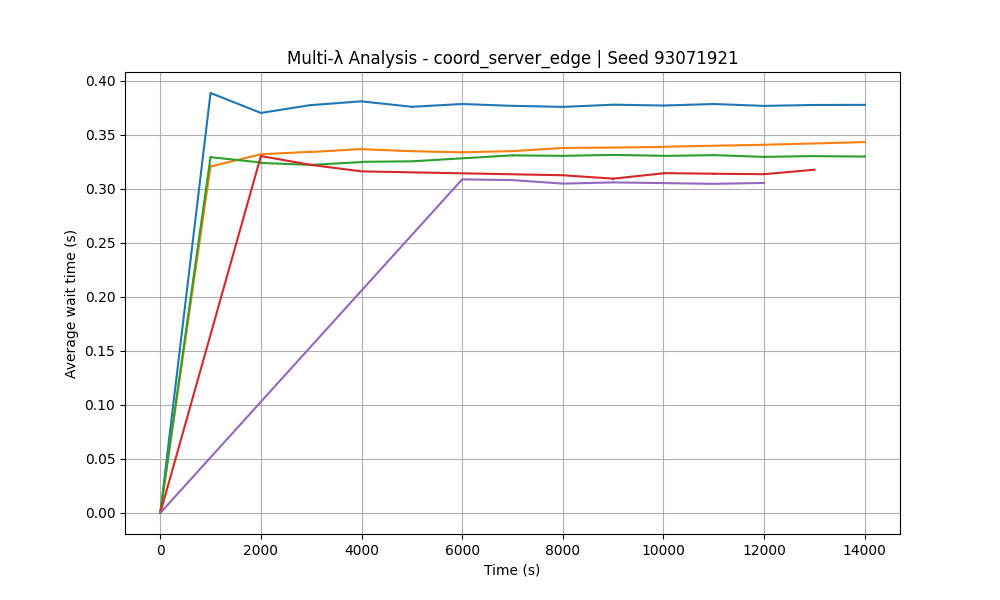 Multi-λ Analysis - coord_server_edge | Seed 93071921
0.40
0.35
0.30
0.25
0.20
0.15
0.10
0.05
0.00
Average wait time (s)
0 2000 4000 6000 8000 10000 12000 14000
Time (s)